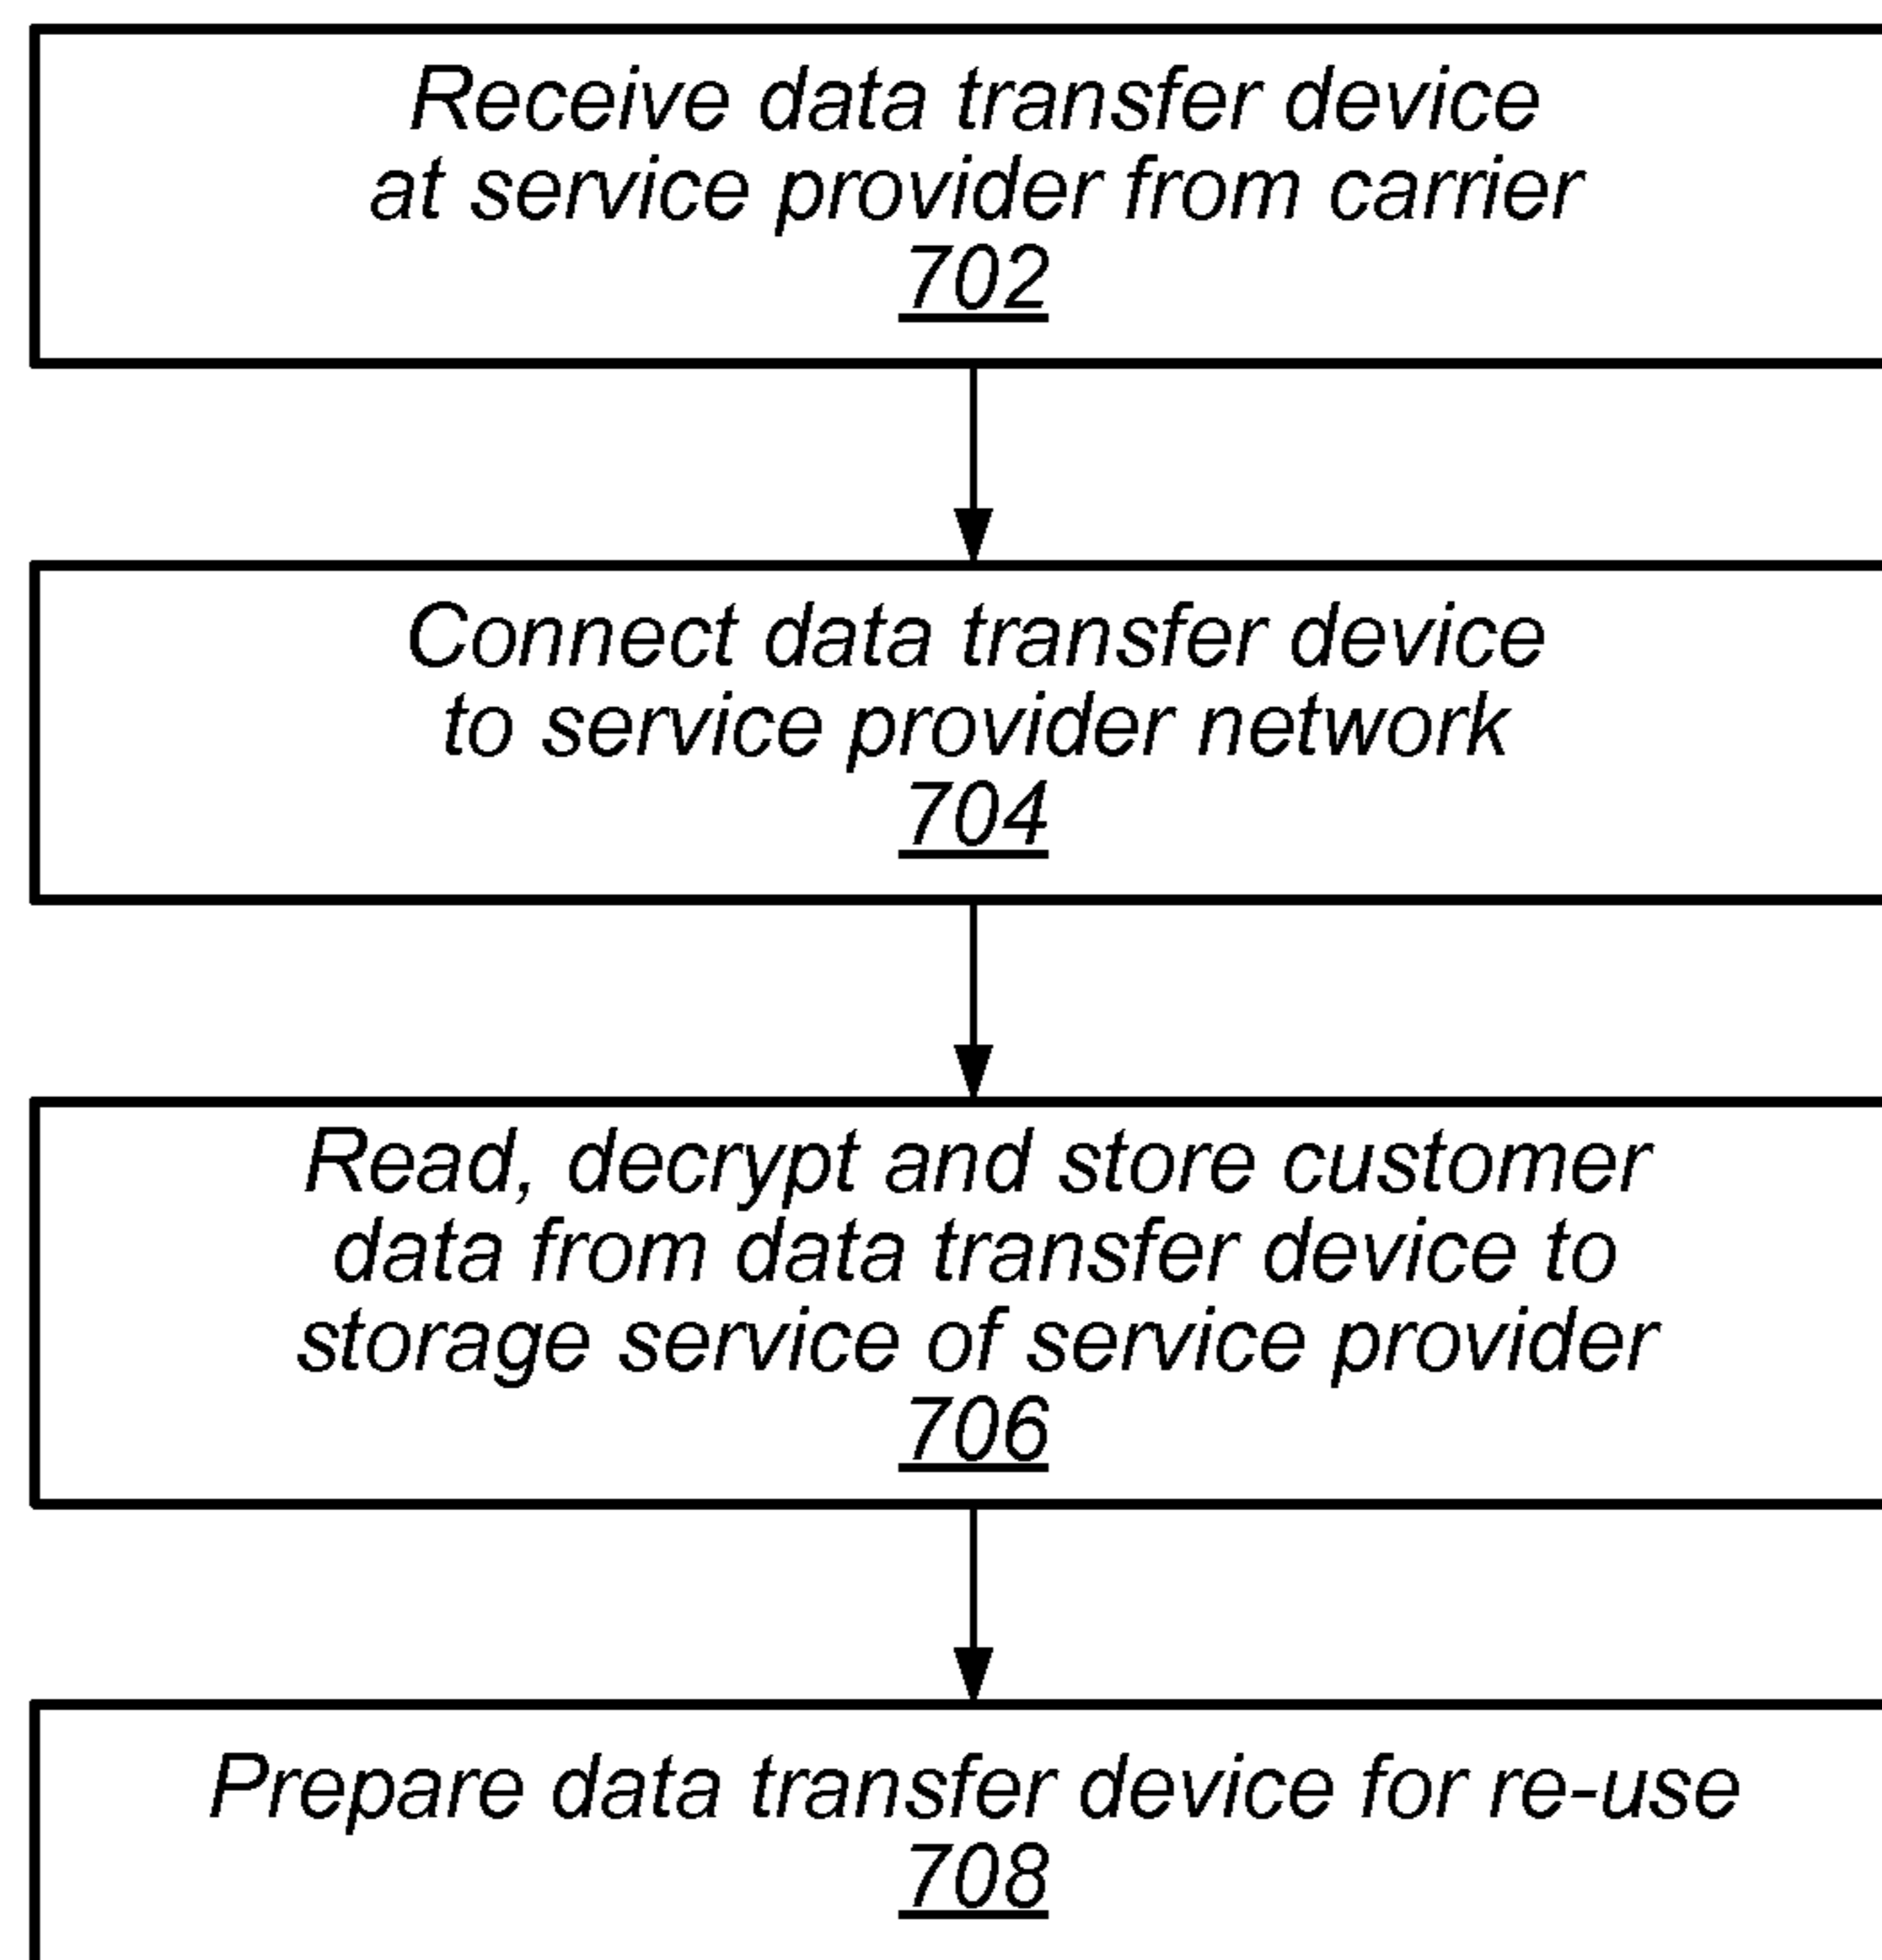 Receive data transfer device
at service provider from carrier
702
Connect data transfer device
to service provider network
704
Read, decrypt and store customer
data from data transfer device to
storage service of service provider
706
Prepare data transfer device for re-use
708